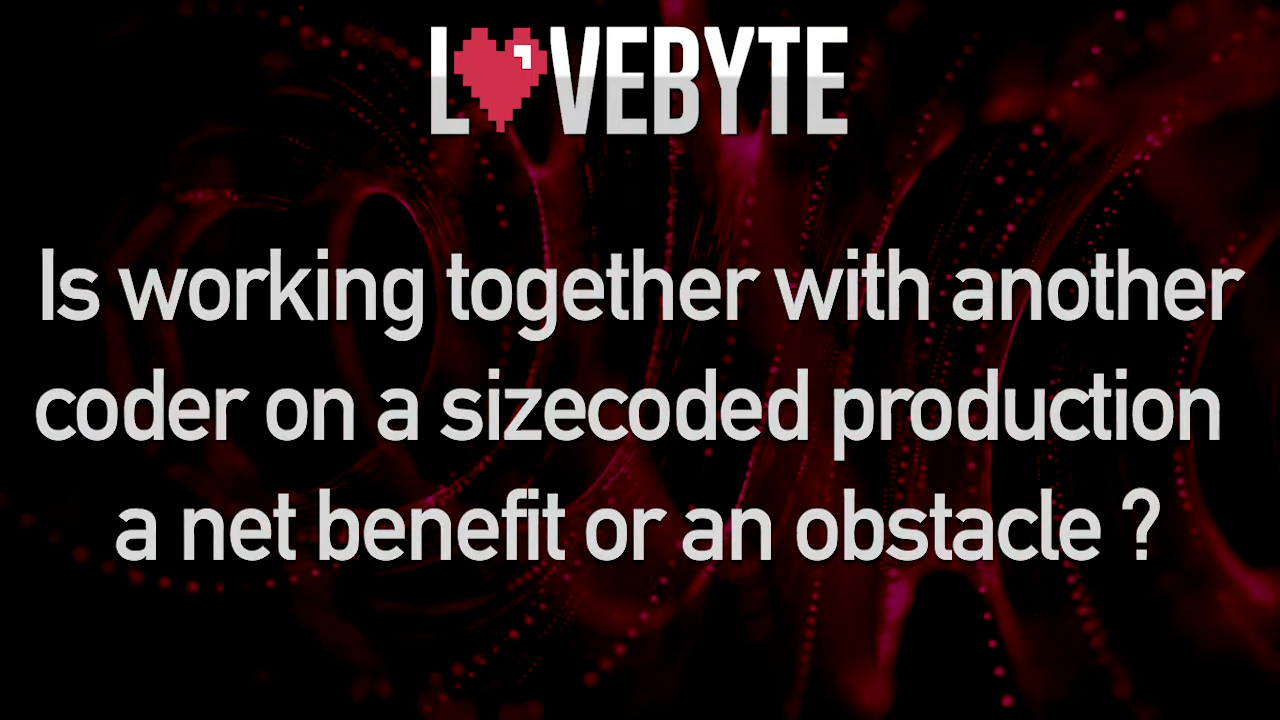 LOVEBYTE
Is working together with another
coder on a sizecoded production
a net benefit or an obstacle ?